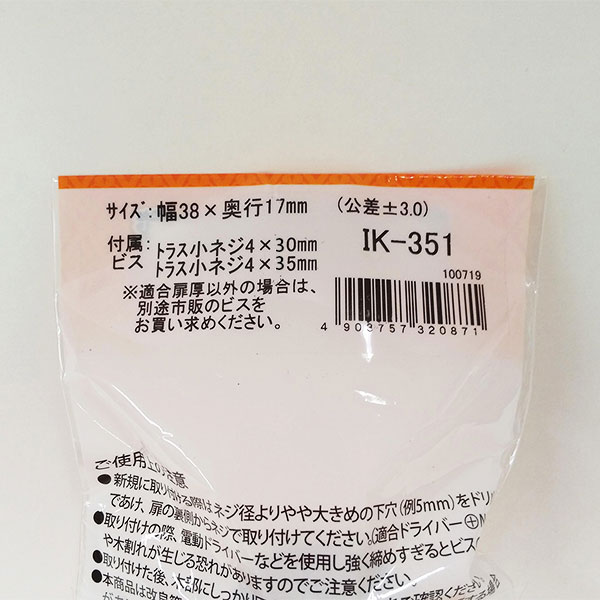 サイズ:幅38×奥行17mm (公差±3.0)
付属:トラス小ネジ4×30mm
ビス トラス小ネジ4×35mm
IK-351
※適合扉厚以外の場合は、
別途市販のビスを
お買い求めください。
100719
4 903757 320871
ご使用上の注意
●新規に取り付ける際はネジ径よりやや大きめの下穴(例5mm)をドリ
であけ、扉の裏側からネジで取り付けてください。(適合ドライバー⊕N
●取り付けの際、電動ドライバーなどを使用し強く締めすぎるとビス
や木割れが生じる恐れがありますのでご注意ください。
●取り付けた後、木部にしっかり
●本商品は改良